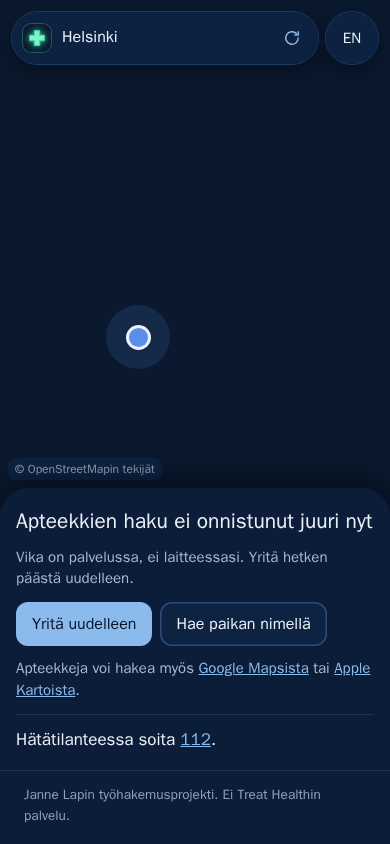 Helsinki
EN
© OpenStreetMapin tekijät
Apteekkien haku ei onnistunut juuri nyt
Vika on palvelussa, ei laitteessasi. Yritä hetken
päästä uudelleen.
Yritä uudelleen
Hae paikan nimellä
Apteekkeja voi hakea myös Google Mapsista tai Apple
Kartoista.
Hätätilanteessa soita 112.
Janne Lapin työhakemusprojekti. Ei Treat Healthin
palvelu.